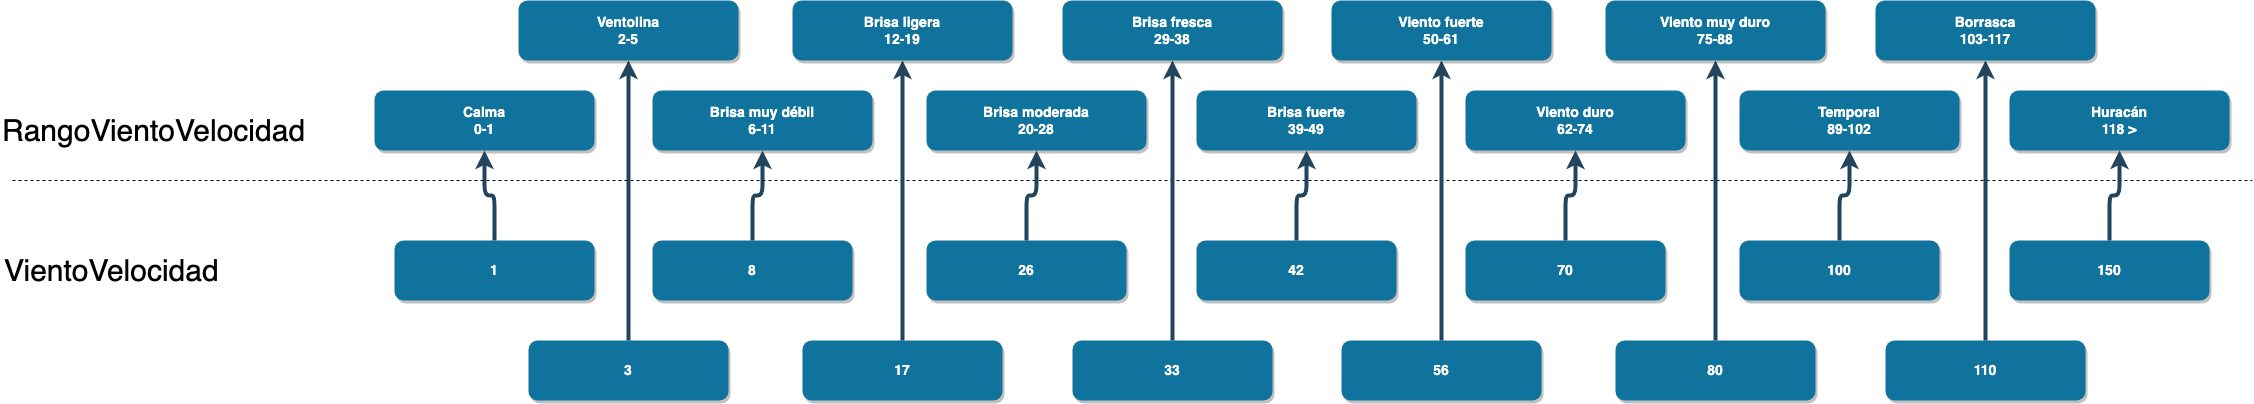 Ventolina
2-5
Brisa ligera
12-19
Brisa fresca
29-38
Viento fuerte
50-61
Viento muy duro
75-88
Borrasca
103-117
RangoVientoVelocidad
Calma
0-1
Brisa muy débil
6-11
Brisa moderada
20-28
Brisa fuerte
39-49
Viento duro
62-74
Temporal
89-102
Huracán
118 >
VientoVelocidad
1
8
26
42
70
100
150
3
17
33
56
80
110